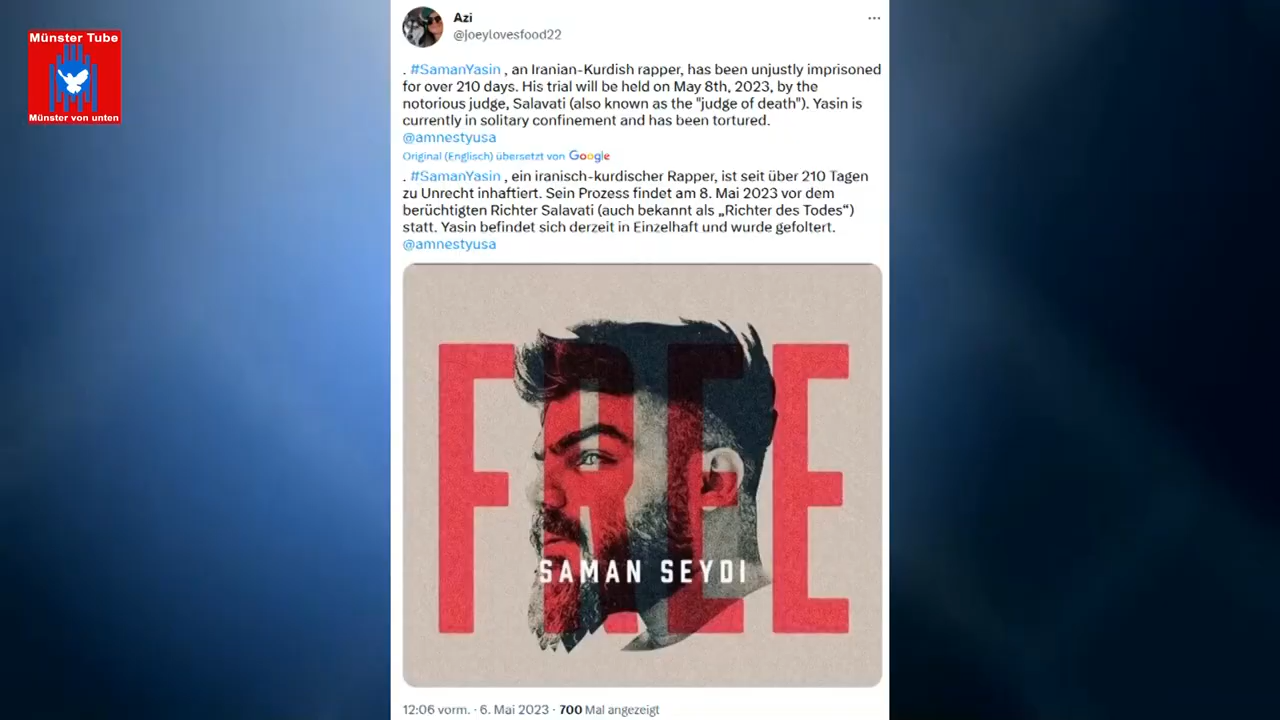 Münster Tube
Münster von unten
Azi
@joeylovesfood22
. #SamanYasin , an Iranian-Kurdish rapper, has been unjustly imprisoned
for over 210 days. His trial will be held on May 8th, 2023, by the
notorious judge, Salavati (also known as the "judge of death"). Yasin is
currently in solitary confinement and has been tortured.
@amnestyusa
Original (Englisch) übersetzt von Google
. #SamanYasin , ein iranisch-kurdischer Rapper, ist seit über 210 Tagen
zu Unrecht inhaftiert. Sein Prozess findet am 8. Mai 2023 vor dem
berüchtigten Richter Salavati (auch bekannt als „Richter des Todes“)
statt. Yasin befindet sich derzeit in Einzelhaft und wurde gefoltert.
@amnestyusa
FREE
SAMAN SEYDI
12:06 vorm. · 6. Mai 2023 · 700 Mal angezeigt